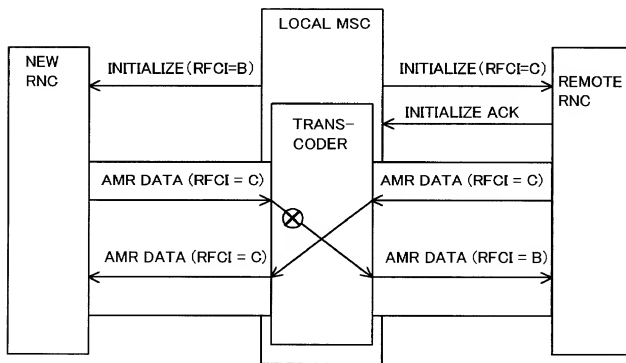 LOCAL MSC
NEW
RNC
INITIALIZE (RFCI=B)
INITIALIZE (RFCI=C)
REMOTE
RNC
INITIALIZE ACK
TRANS-
CODER
AMR DATA (RFCI = C)
AMR DATA (RFCI = C)
AMR DATA (RFCI = C)
AMR DATA (RFCI = B)